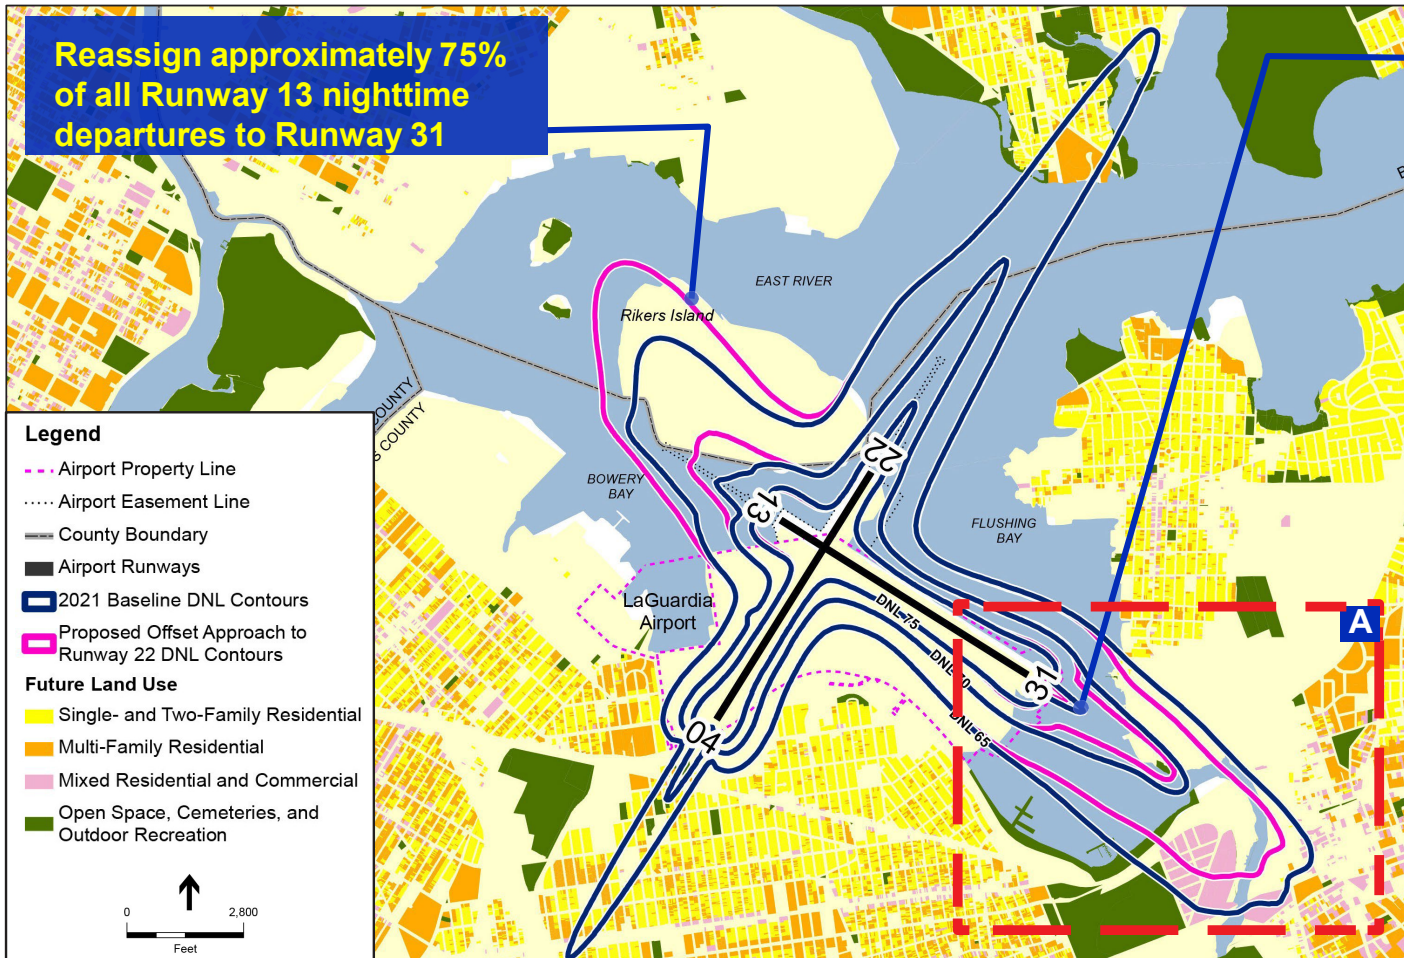 Reassign approximately 75%
of all Runway 13 nighttime
departures to Runway 31
EAST RIVER
Rikers Island
COUNTY
S COUNTY
BOWERY
BAY
22
13
FLUSHING
BAY
LaGuardia
Airport
DNL 75
DNL 70
DNL 65
31
04
A
Legend
Airport Property Line
Airport Easement Line
County Boundary
Airport Runways
2021 Baseline DNL Contours
Proposed Offset Approach to
Runway 22 DNL Contours
Future Land Use
Single- and Two-Family Residential
Multi-Family Residential
Mixed Residential and Commercial
Open Space, Cemeteries, and
Outdoor Recreation
0 2,800
Feet